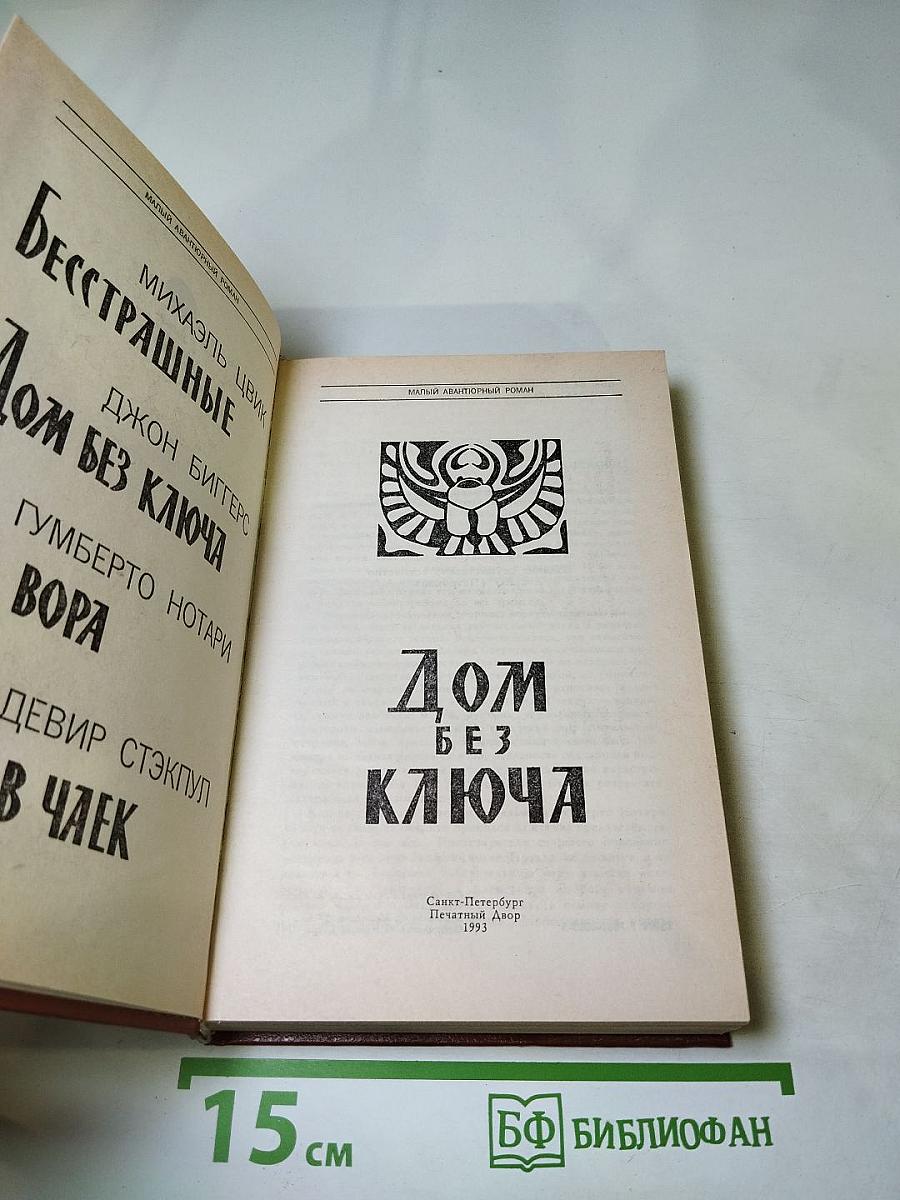 МАЛЫЙ АВАНТЮРНЫЙ РОМАН
МИХАЭЛЬ ЦВИК
БЕССТРАШНЫЕ
ДЖОН БИГГЕРС
ДОМ БЕЗ КЛЮЧА
ГУМБЕРТО НОТАРИ
ВОРА
ДЕВИР СТЭКПУЛ
В ЧАЕК
МАЛЫЙ АВАНТЮРНЫЙ РОМАН
ДОМ
БЕЗ
КЛЮЧА
Санкт-Петербург
Печатный Двор
1993
15 см
БФ БИБЛИОФАН